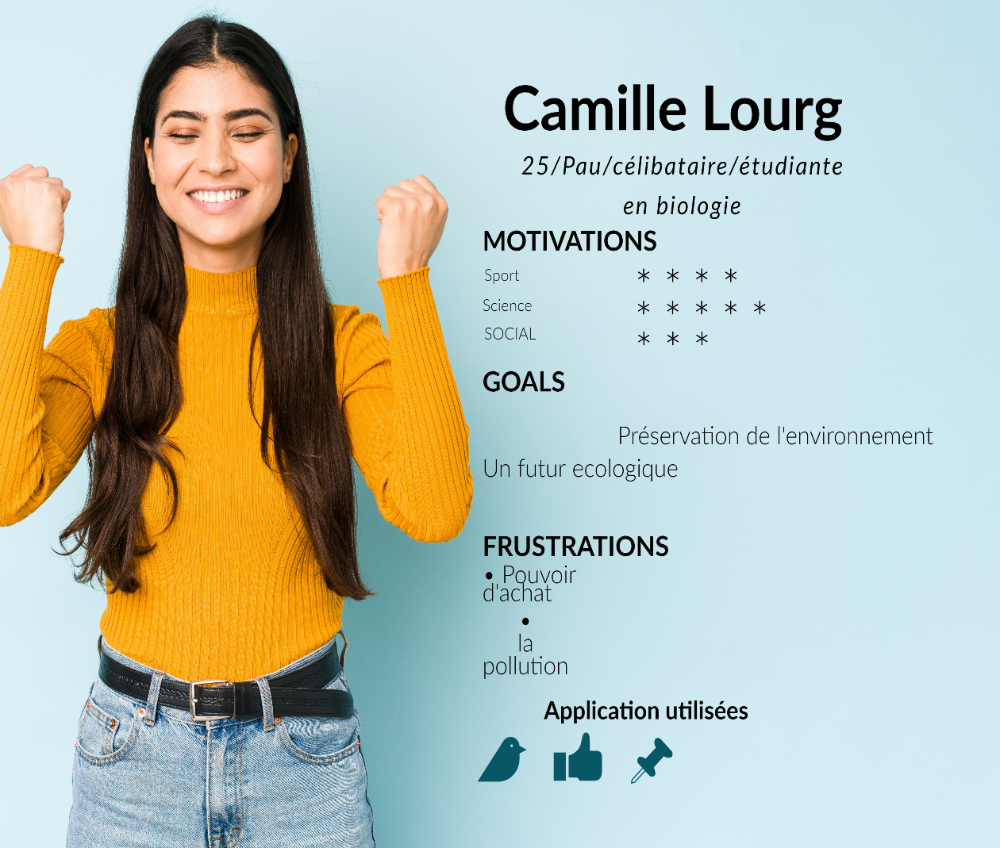 Camille Lourg
25/Pau/célibataire/étudiante
en biologie
MOTIVATIONS
Sport * * * *
Science * * * * *
SOCIAL * * *
GOALS
Préservation de l'environnement
Un futur ecologique
FRUSTRATIONS
• Pouvoir
d'achat
•
la
pollution
Application utilisées